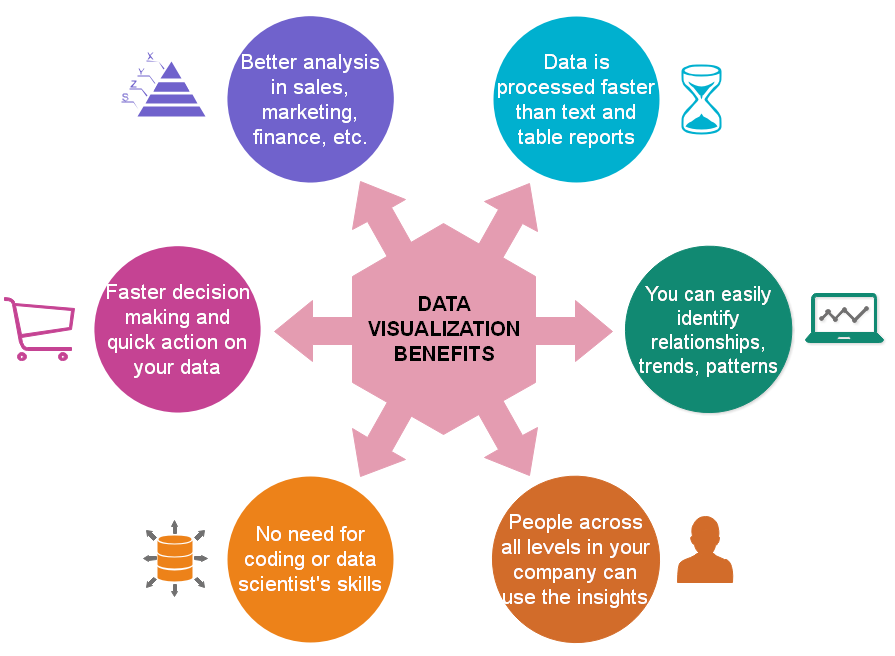 X
Y
Z
S
Better analysis
in sales,
marketing,
finance, etc.
Data is
processed faster
than text and
table reports
Faster decision
making and
quick action on
your data
DATA
VISUALIZATION
BENEFITS
You can easily
identify
relationships,
trends, patterns
No need for
coding or data
scientist's skills
People across
all levels in your
company can
use the insights